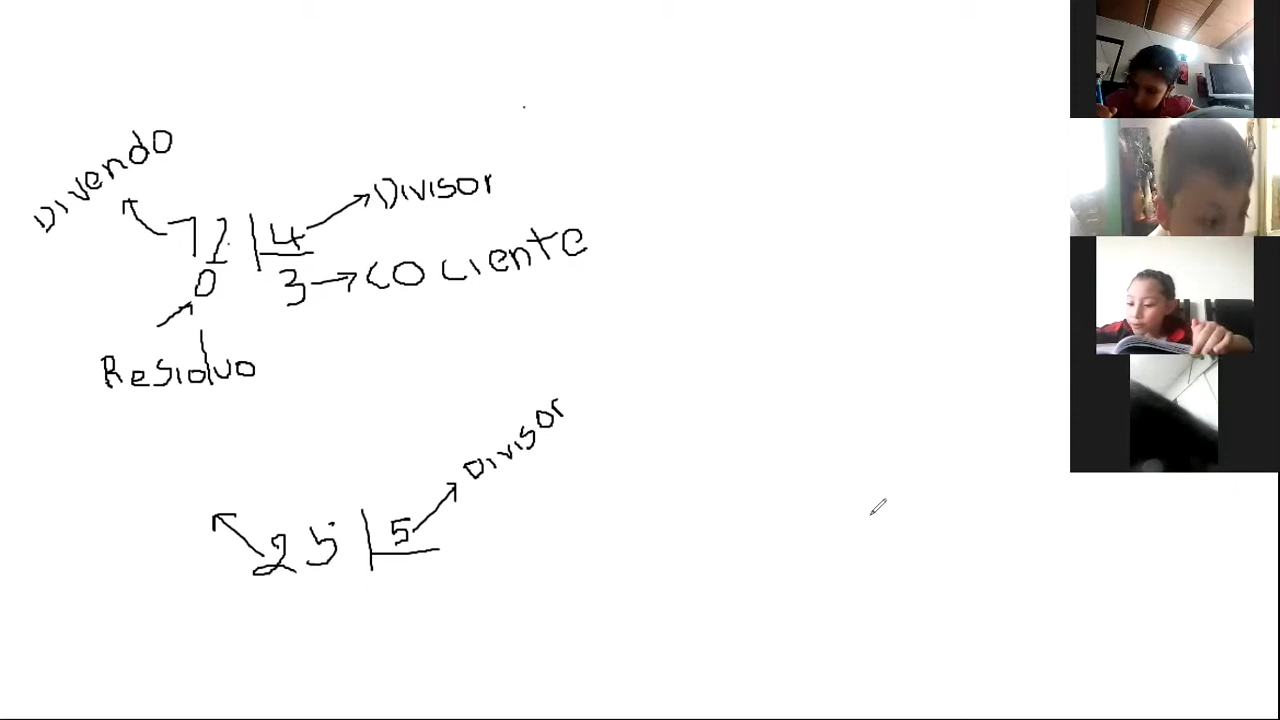 Divendo
12 4 Divisor
0 3 COCIENTE
Residuo
Divisor
25 5